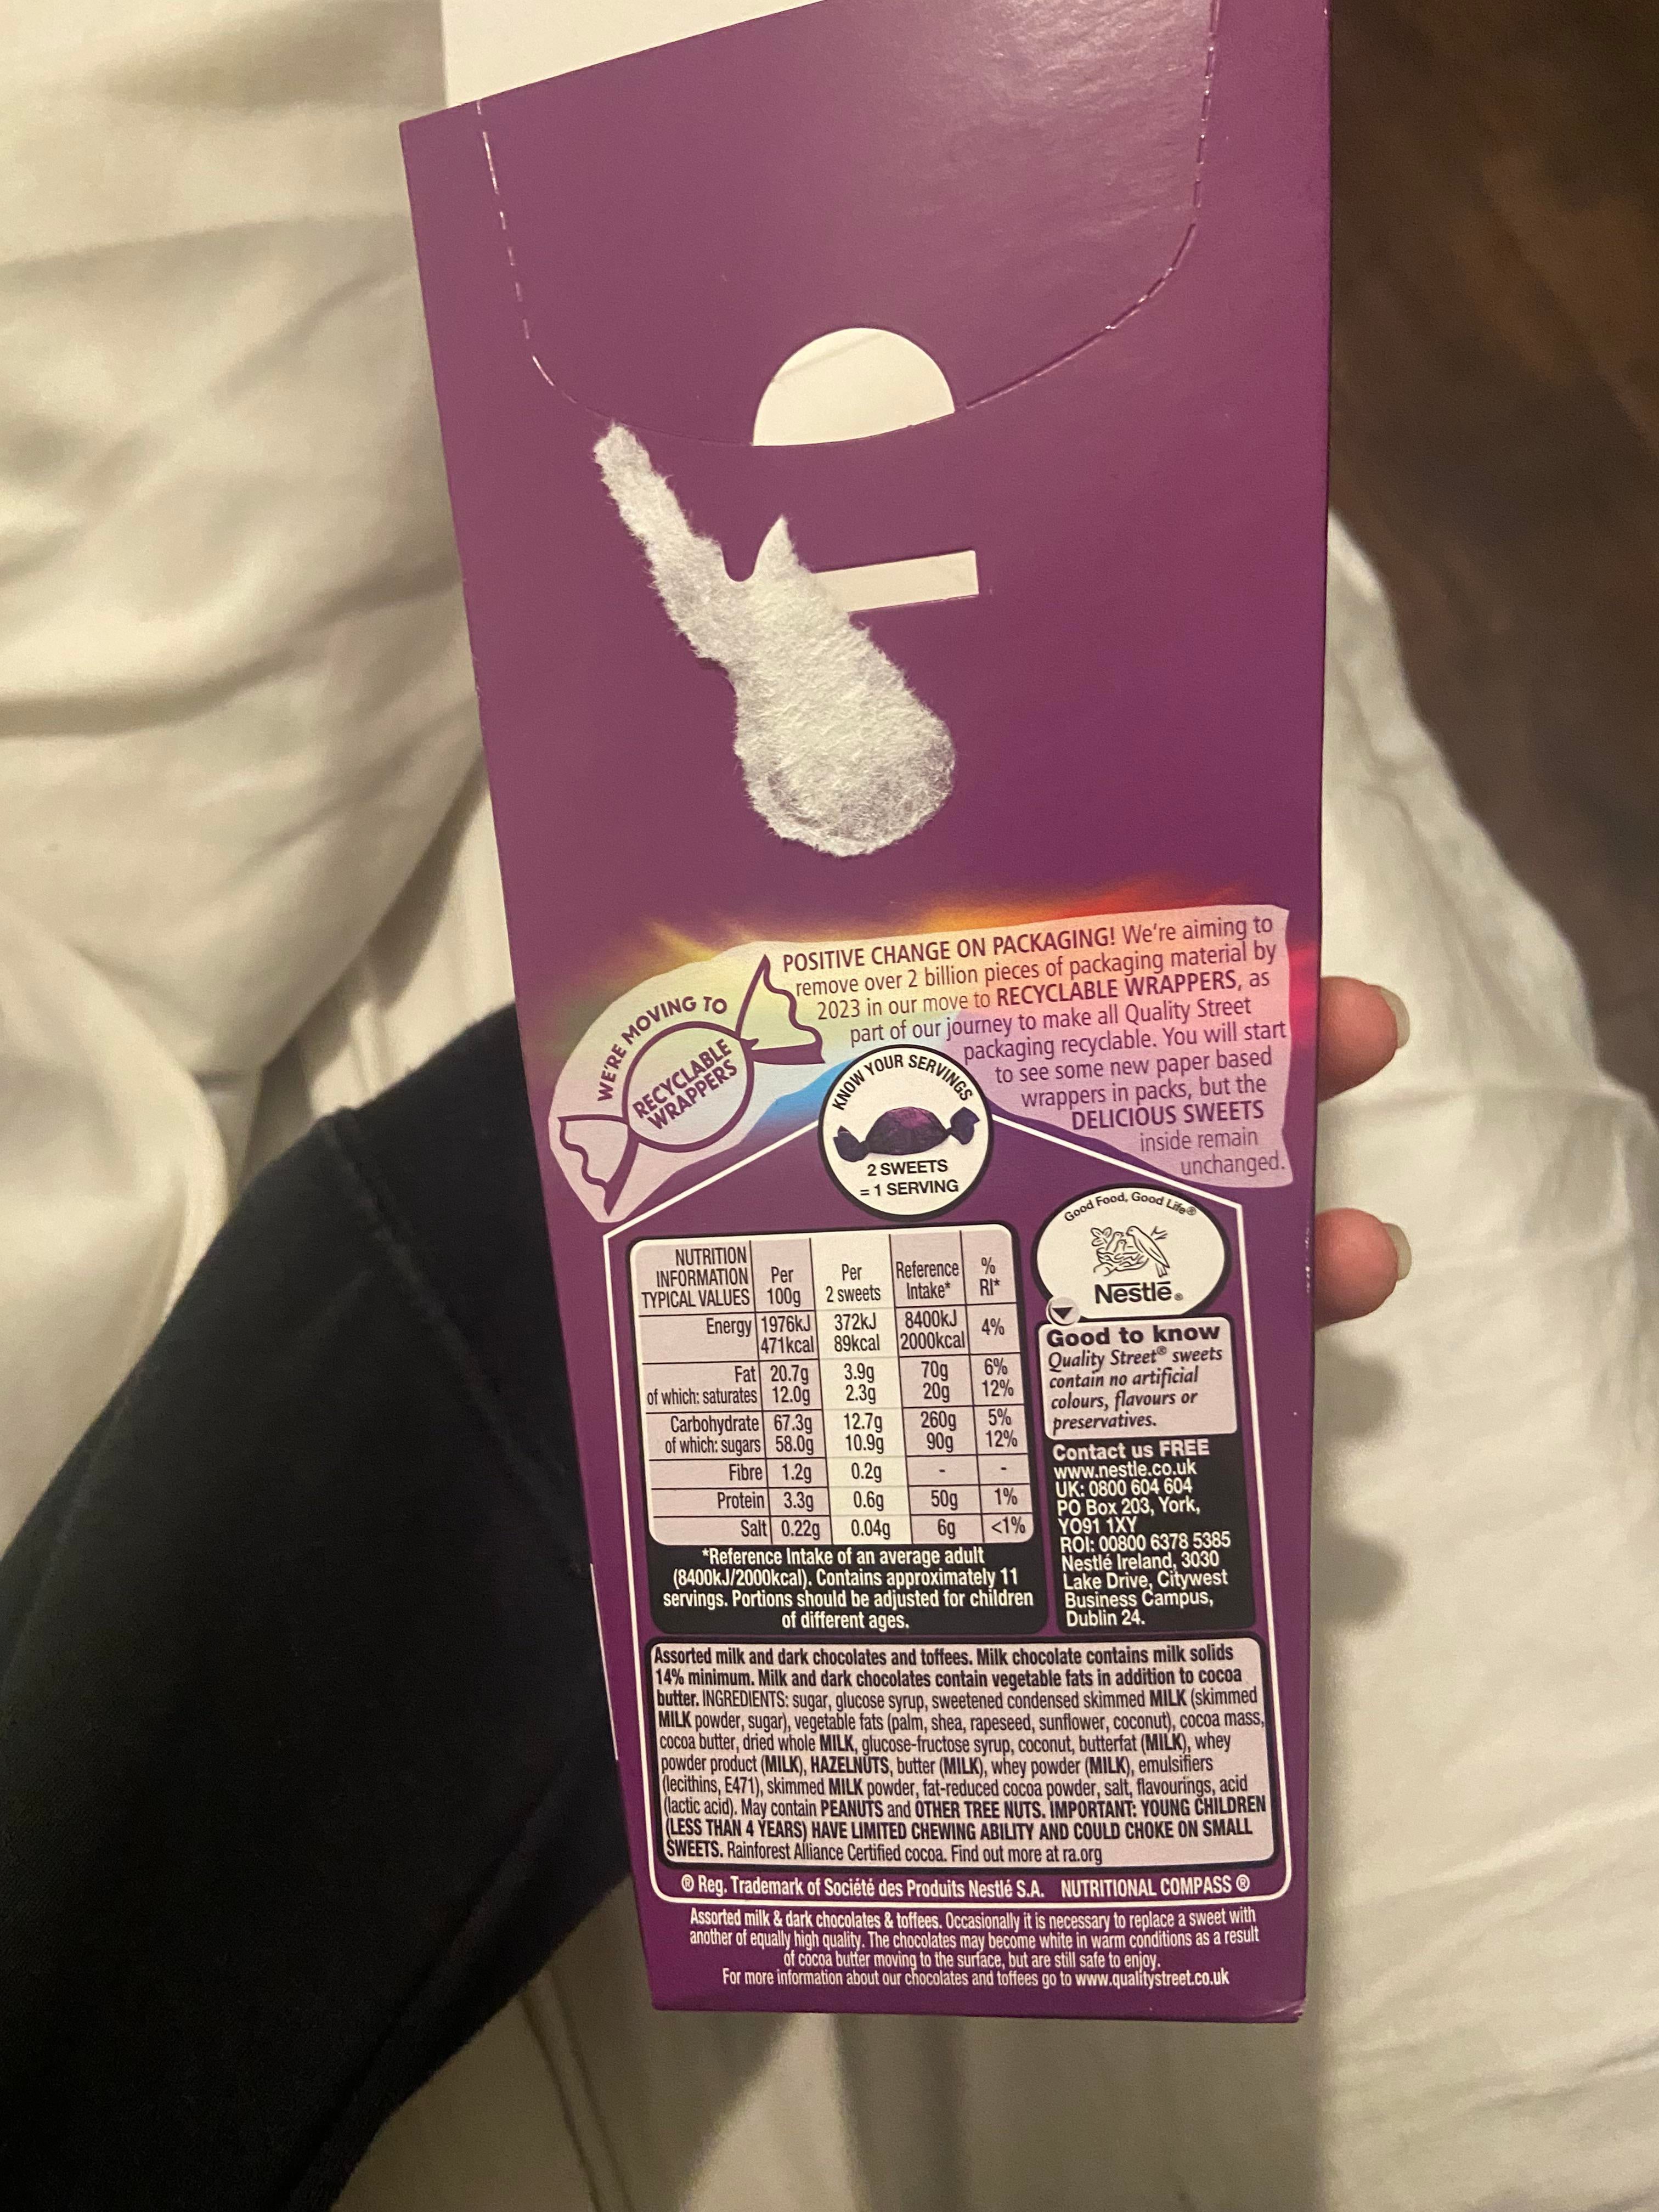 POSITIVE CHANGE ON PACKAGING! We're aiming to
remove over 2 billion pieces of packaging material by
2023 in our move to RECYCLABLE WRAPPERS, as
part of our journey to make all Quality Street
packaging recyclable. You will start
to see some new paper based
wrappers in packs, but the
DELICIOUS SWEETS
inside remain
unchanged.
WE'RE MOVING TO
RECYCLABLE
WRAPPERS
KNOW YOUR SERVINGS
2 SWEETS
= 1 SERVING
NUTRITION INFORMATION TYPICAL VALUES Per 100g Per 2 sweets Reference Intake* % RI*
Energy 1976kJ 372kJ 8400kJ 4%
471kcal 89kcal 2000kcal
Fat 20.7g 3.9g 70g 6%
of which: saturates 12.0g 2.3g 20g 12%
Carbohydrate 67.3g 12.7g 260g 5%
of which: sugars 58.0g 10.9g 90g 12%
Fibre 1.2g 0.2g - -
Protein 3.3g 0.6g 50g 1%
Salt 0.22g 0.04g 6g <1%
*Reference Intake of an average adult
(8400kJ/2000kcal). Contains approximately 11
servings. Portions should be adjusted for children
of different ages.
Good Food, Good Life®
Nestlé®
Good to know
Quality Street® sweets
contain no artificial
colours, flavours or
preservatives.
Contact us FREE
www.nestle.co.uk
UK: 0800 604 604
PO Box 203, York,
YO91 1XY
ROI: 00800 6378 5385
Nestlé Ireland, 3030
Lake Drive, Citywest
Business Campus,
Dublin 24.
Assorted milk and dark chocolates and toffees. Milk chocolate contains milk solids
14% minimum. Milk and dark chocolates contain vegetable fats in addition to cocoa
butter. INGREDIENTS: sugar, glucose syrup, sweetened condensed skimmed MILK (skimmed
MILK powder, sugar), vegetable fats (palm, shea, rapeseed, sunflower, coconut), cocoa mass,
cocoa butter, dried whole MILK, glucose-fructose syrup, coconut, butterfat (MILK), whey
powder product (MILK), HAZELNUTS, butter (MILK), whey powder (MILK), emulsifiers
(lecithins, E471), skimmed MILK powder, fat-reduced cocoa powder, salt, flavourings, acid
(lactic acid). May contain PEANUTS and OTHER TREE NUTS. IMPORTANT: YOUNG CHILDREN
(LESS THAN 4 YEARS) HAVE LIMITED CHEWING ABILITY AND COULD CHOKE ON SMALL
SWEETS. Rainforest Alliance Certified cocoa. Find out more at ra.org
® Reg. Trademark of Société des Produits Nestlé S.A. NUTRITIONAL COMPASS ®
Assorted milk & dark chocolates & toffees. Occasionally it is necessary to replace a sweet with
another of equally high quality. The chocolates may become white in warm conditions as a result
of cocoa butter moving to the surface, but are still safe to enjoy.
For more information about our chocolates and toffees go to www.qualitystreet.co.uk